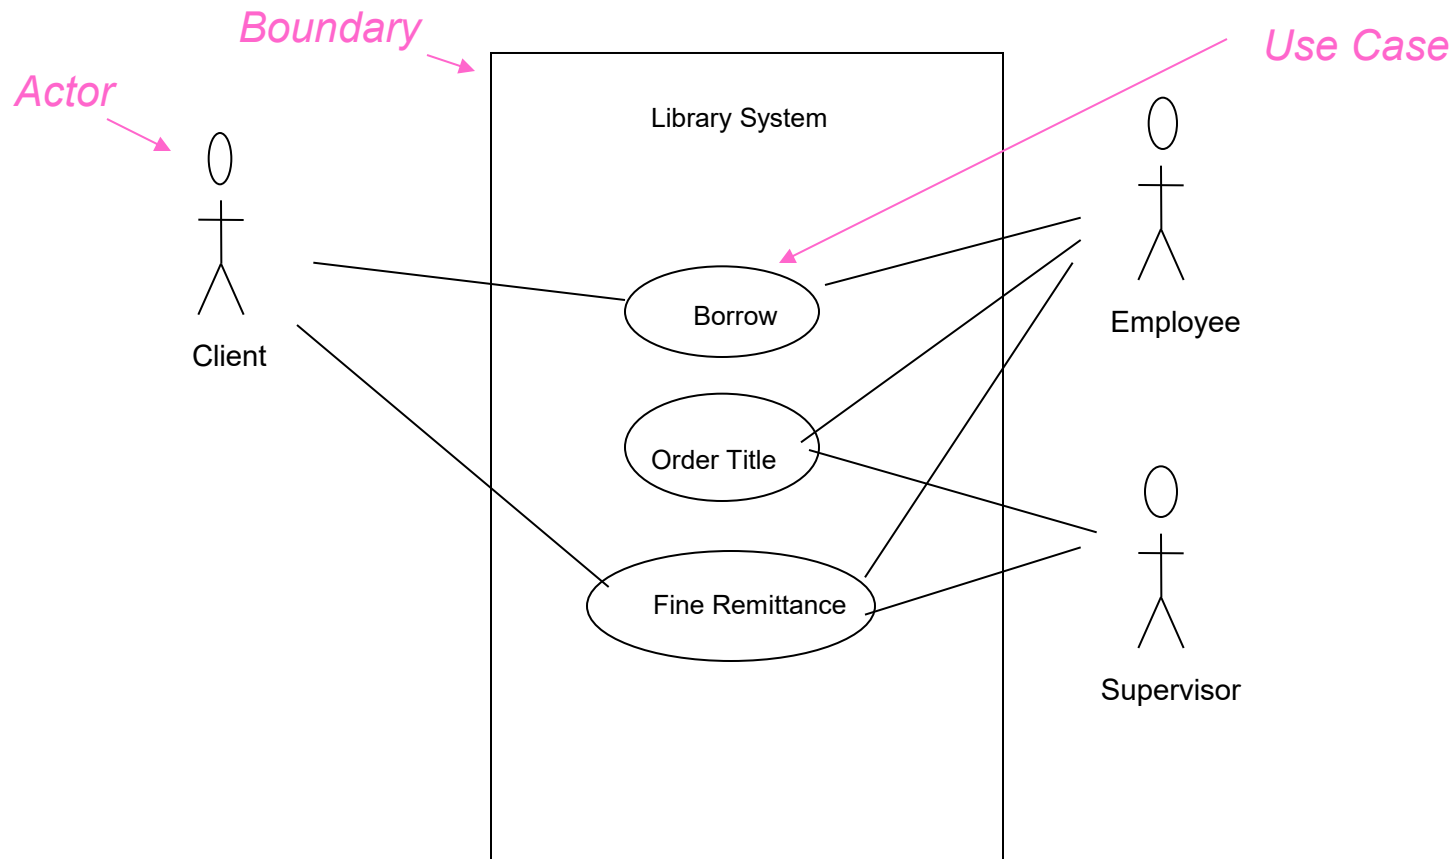 Boundary
Use Case
Actor
Library System
Borrow
Employee
Client
Order Title
Fine Remittance
Supervisor